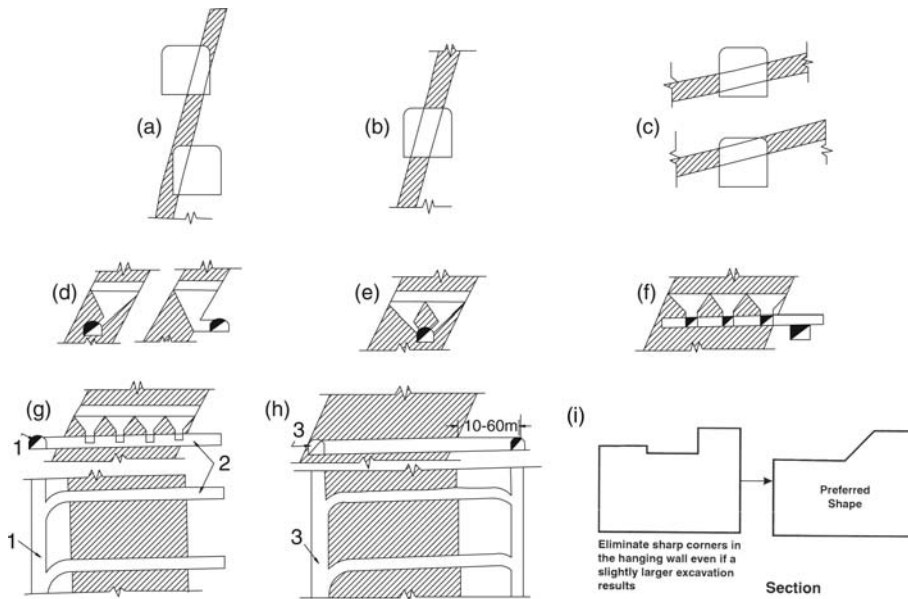 (a)
(b)
(c)
(d)
(e)
(f)
(g)
1
2
1
(h)
3
10-60m
3
(i)
Preferred
Shape
Eliminate sharp corners in
the hanging wall even if a
slightly larger excavation
results
Section